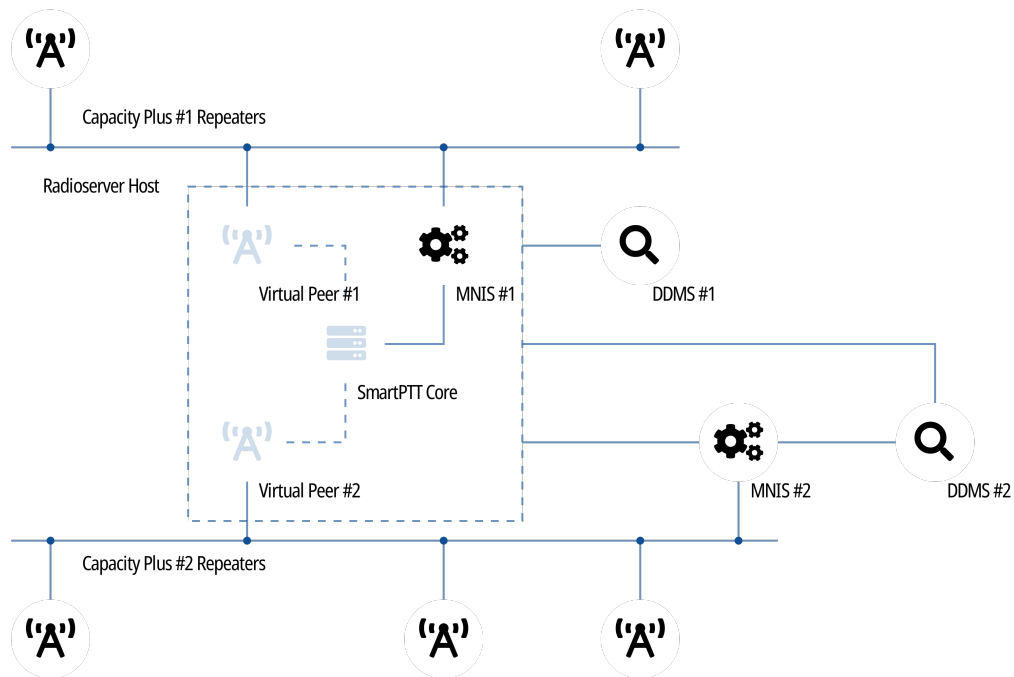 Capacity Plus #1 Repeaters
Radioserver Host
Virtual Peer #1
MNIS #1
DDMS #1
SmartPTT Core
Virtual Peer #2
MNIS #2
DDMS #2
Capacity Plus #2 Repeaters